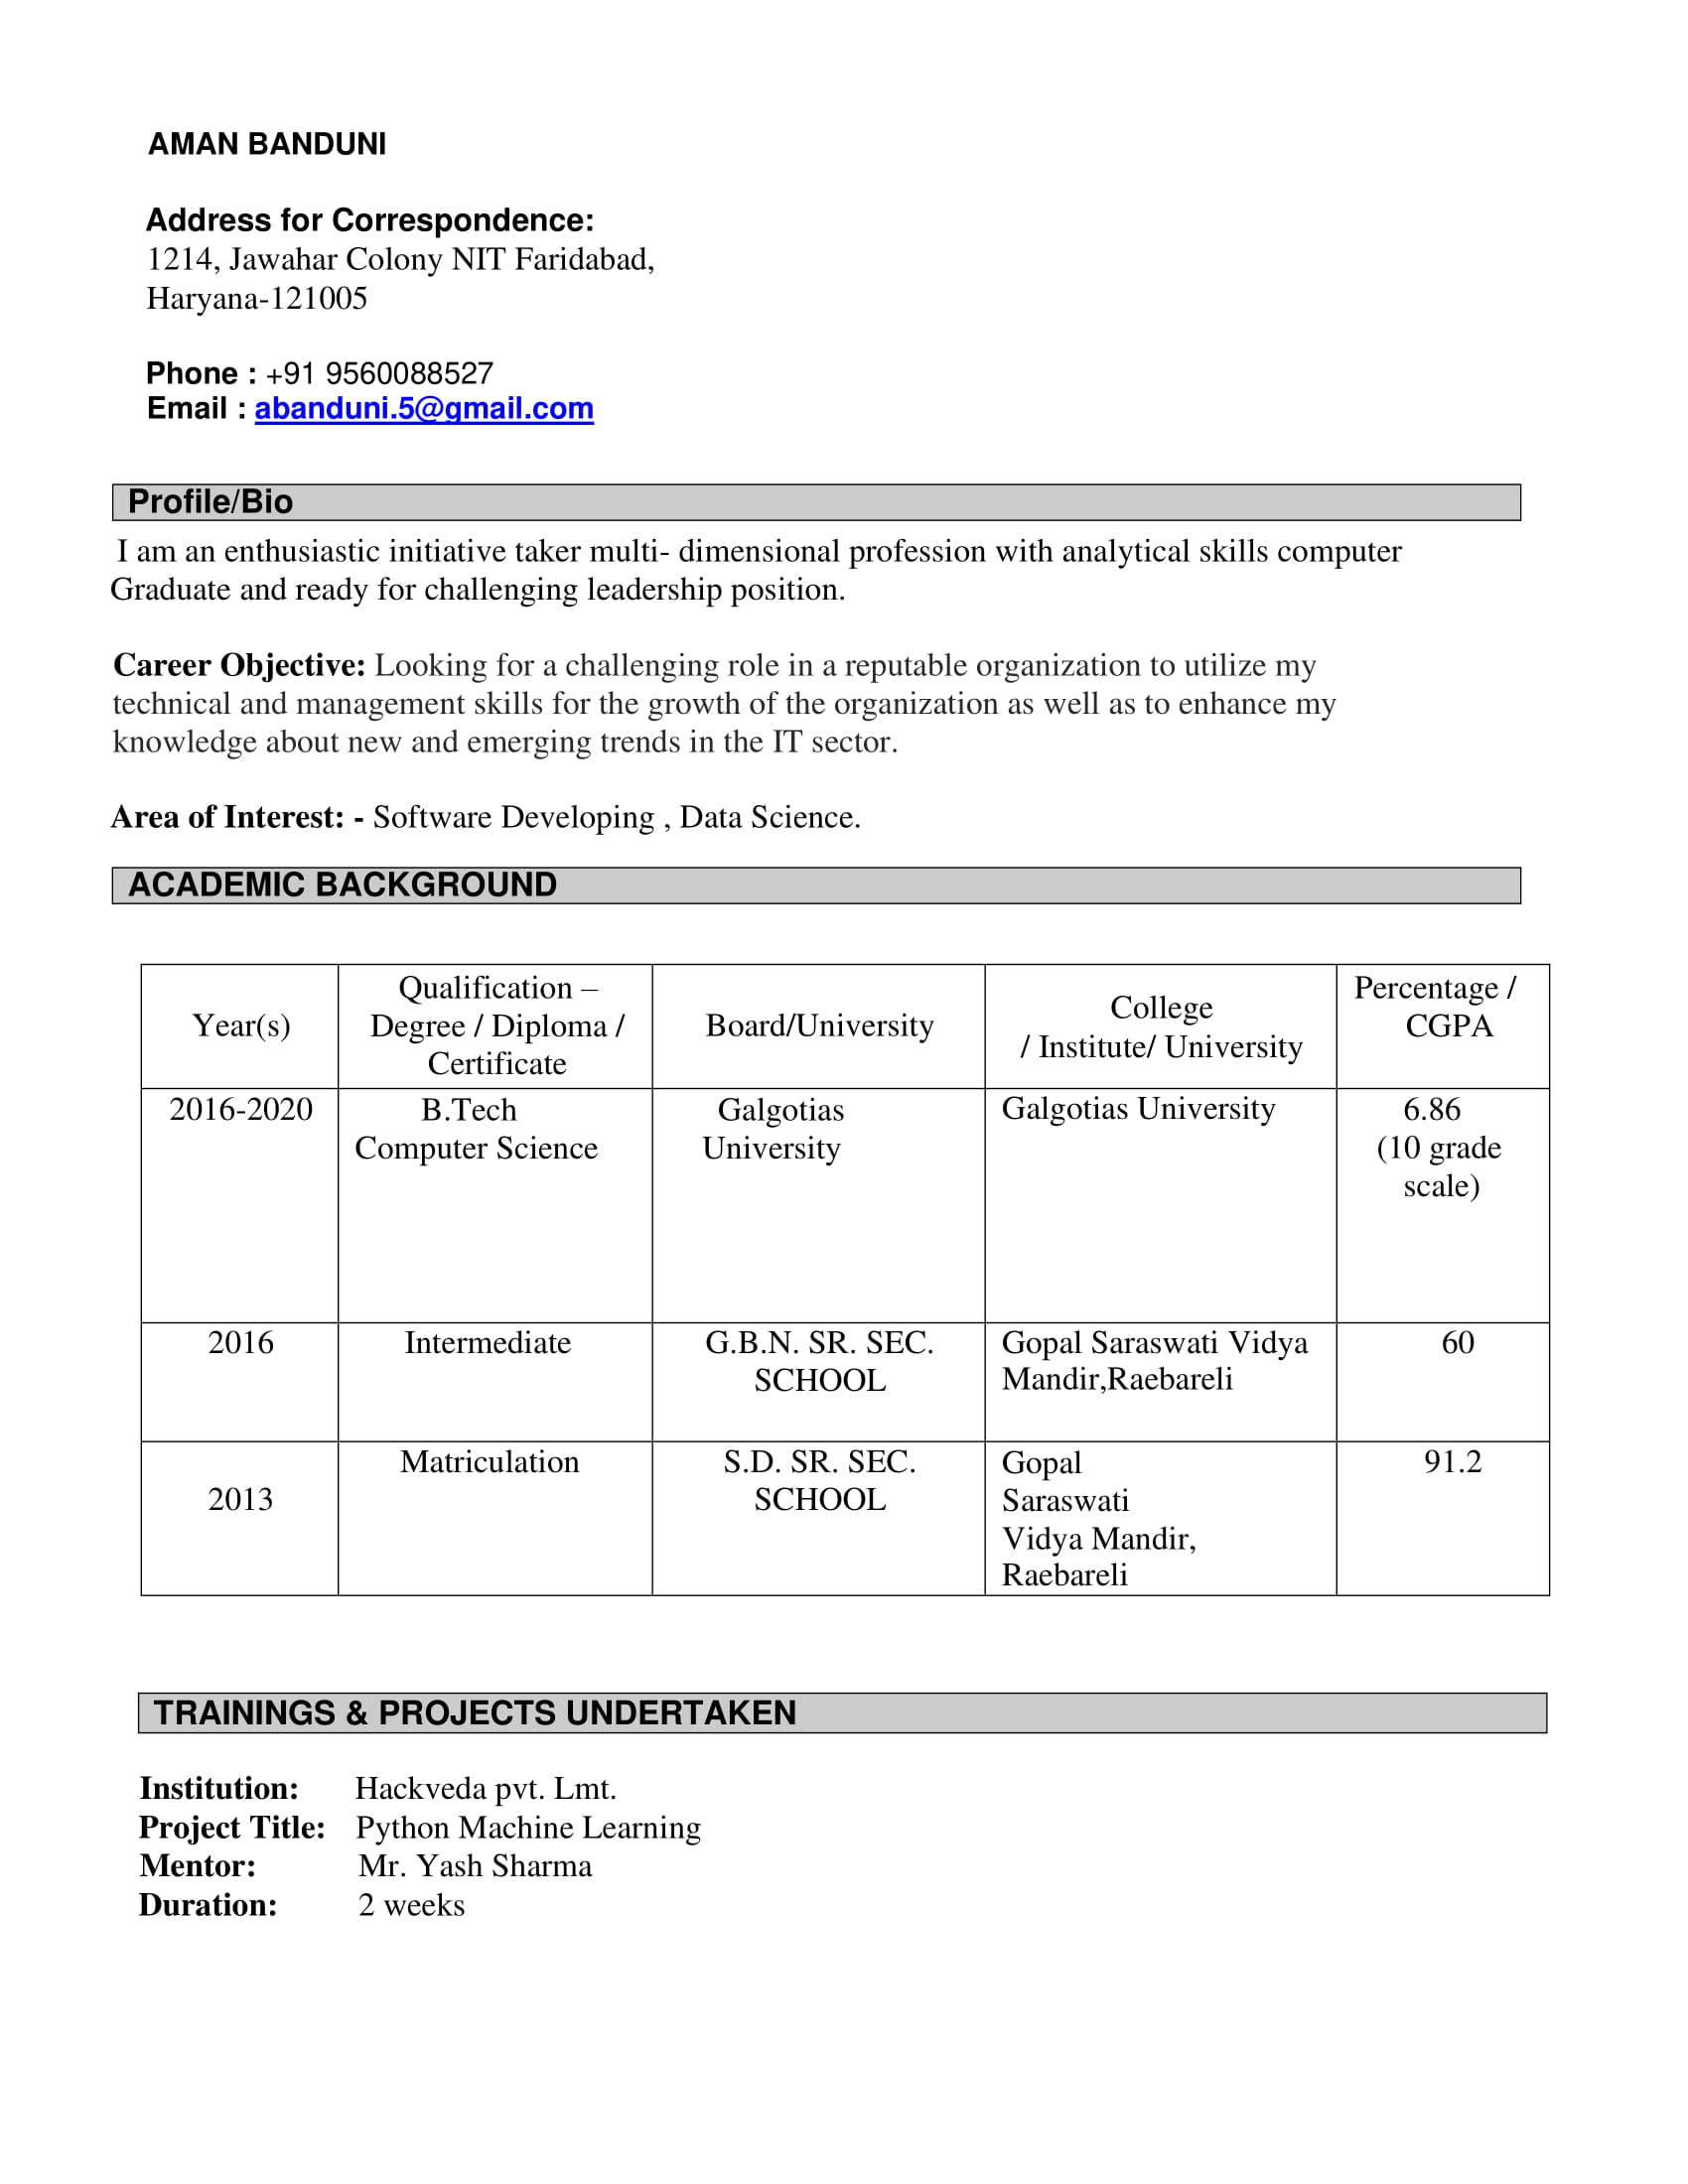 AMAN BANDUNI
Address for Correspondence:
1214, Jawahar Colony NIT Faridabad,
Haryana-121005
Phone : +91 9560088527
Email : abanduni.5@gmail.com
Profile/Bio
I am an enthusiastic initiative taker multi- dimensional profession with analytical skills computer
Graduate and ready for challenging leadership position.
Career Objective: Looking for a challenging role in a reputable organization to utilize my
technical and management skills for the growth of the organization as well as to enhance my
knowledge about new and emerging trends in the IT sector.
Area of Interest: - Software Developing , Data Science.
ACADEMIC BACKGROUND
Year(s)
Qualification –
Degree / Diploma /
Certificate
Board/University
College
/ Institute/ University
Percentage /
CGPA
2016-2020
B.Tech
Computer Science
Galgotias
University
Galgotias University
6.86
(10 grade
scale)
2016
Intermediate
G.B.N. SR. SEC.
SCHOOL
Gopal Saraswati Vidya
Mandir,Raebareli
60
2013
Matriculation
S.D. SR. SEC.
SCHOOL
Gopal
Saraswati
Vidya Mandir,
Raebareli
91.2
TRAININGS & PROJECTS UNDERTAKEN
Institution: Hackveda pvt. Lmt.
Project Title: Python Machine Learning
Mentor: Mr. Yash Sharma
Duration: 2 weeks